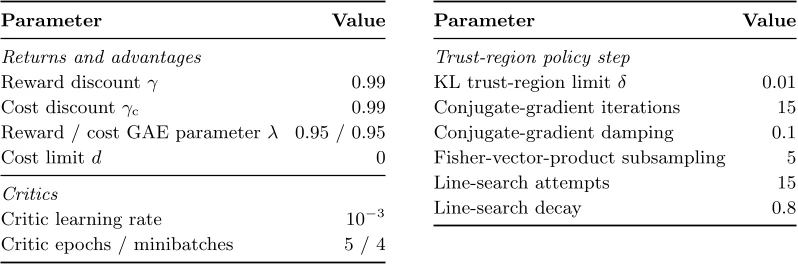 Parameter Value
Returns and advantages
Reward discount γ 0.99
Cost discount γc 0.99
Reward / cost GAE parameter λ 0.95 / 0.95
Cost limit d 0
Critics
Critic learning rate 10⁻³
Critic epochs / minibatches 5 / 4
Parameter Value
Trust-region policy step
KL trust-region limit δ 0.01
Conjugate-gradient iterations 15
Conjugate-gradient damping 0.1
Fisher-vector-product subsampling 5
Line-search attempts 15
Line-search decay 0.8